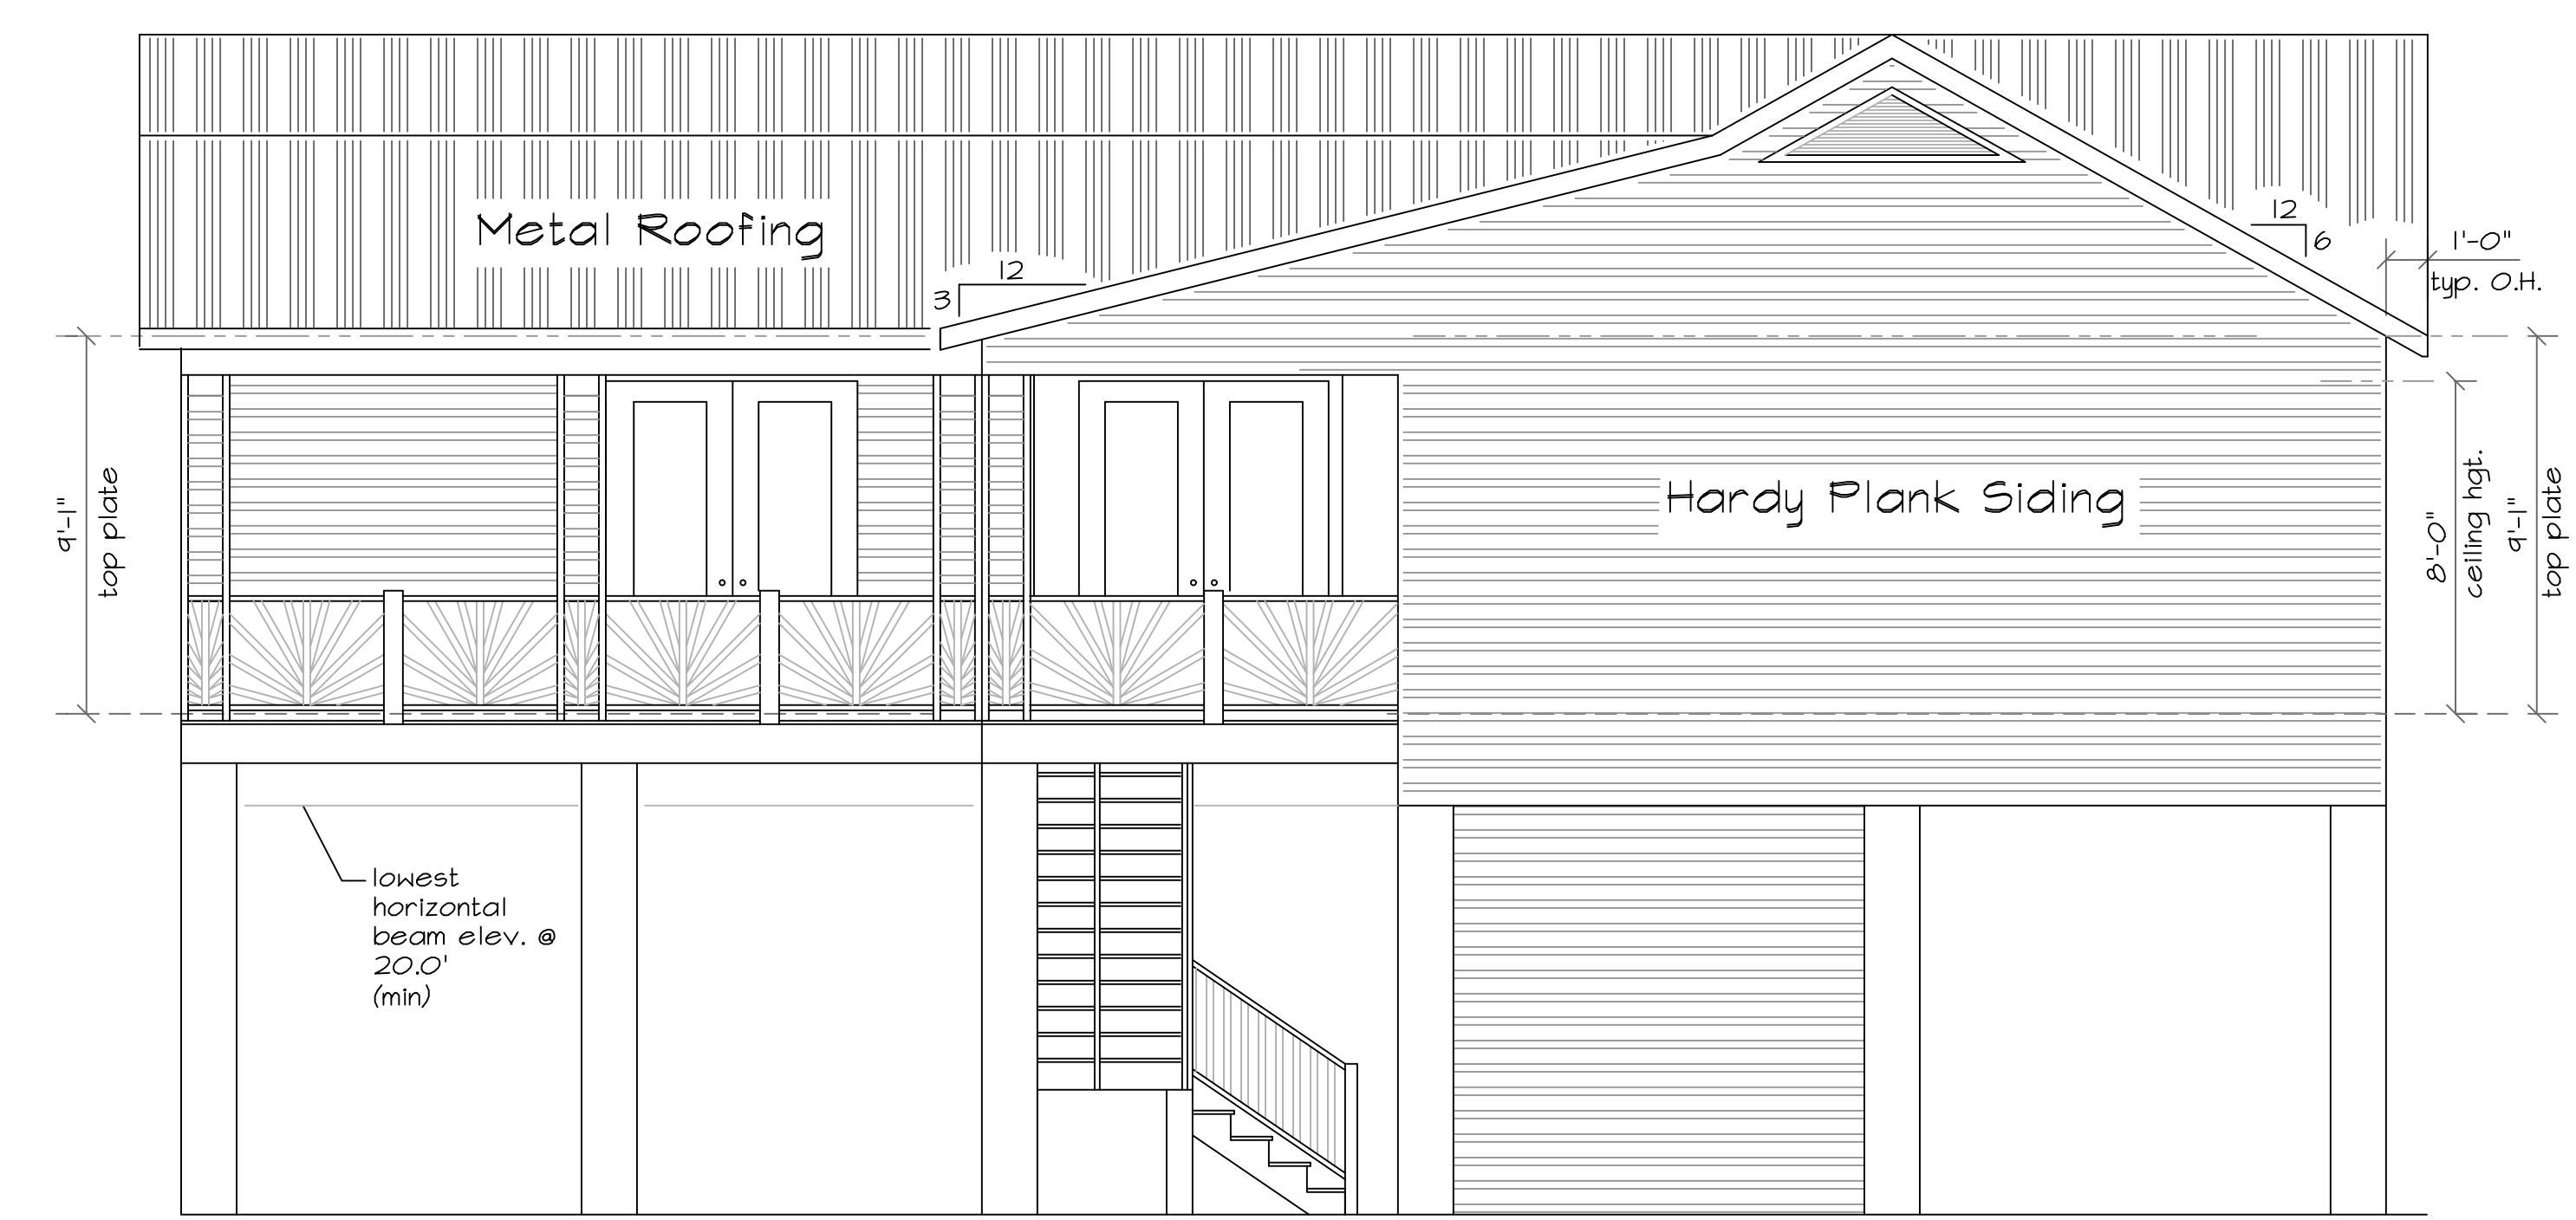 Metal Roofing
12
3
12
6
1'-0"
typ. O.H.
9'-1"
top plate
Hardy Plank Siding
8'-0"
ceiling hgt.
9'-1"
top plate
lowest
horizontal
beam elev. @
20.0'
(min)